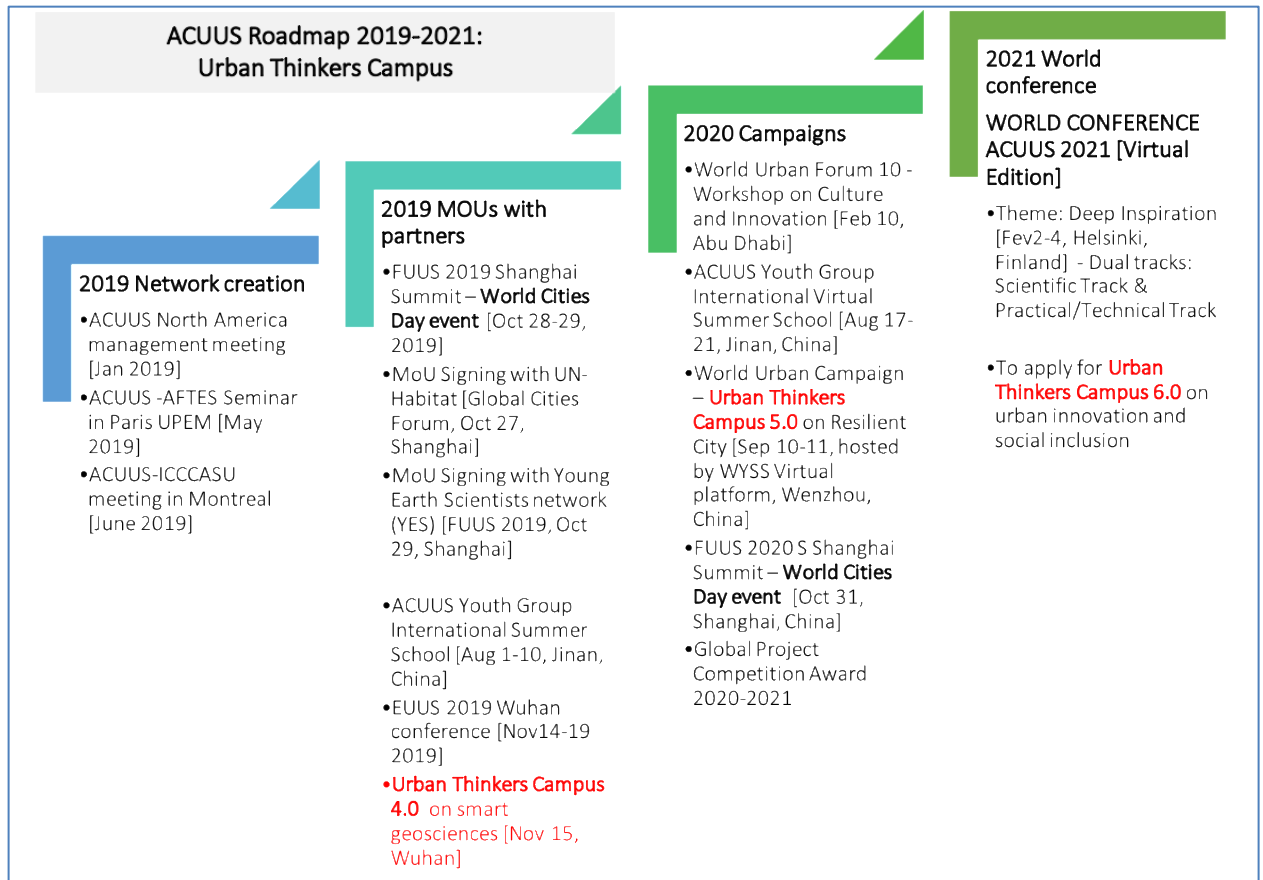 ACUUS Roadmap 2019-2021:
Urban Thinkers Campus
2019 Network creation
•ACUUS North America
management meeting
[Jan 2019]
•ACUUS -AFTES Seminar
in Paris UPEM [May
2019]
•ACUUS-ICCCASU
meeting in Montreal
[June 2019]
2019 MOUs with
partners
•FUUS 2019 Shanghai
Summit – World Cities
Day event [Oct 28-29,
2019]
•MoU Signing with UN-
Habitat [Global Cities
Forum, Oct 27,
Shanghai]
•MoU Signing with Young
Earth Scientists network
(YES) [FUUS 2019, Oct
29, Shanghai]
•ACUUS Youth Group
International Summer
School [Aug 1-10, Jinan,
China]
•EUUS 2019 Wuhan
conference [Nov14-19
2019]
•Urban Thinkers Campus
4.0 on smart
geosciences [Nov 15,
Wuhan]
2020 Campaigns
•World Urban Forum 10 -
Workshop on Culture
and Innovation [Feb 10,
Abu Dhabi]
•ACUUS Youth Group
International Virtual
Summer School [Aug 17-
21, Jinan, China]
•World Urban Campaign
– Urban Thinkers
Campus 5.0 on Resilient
City [Sep 10-11, hosted
by WYSS Virtual
platform, Wenzhou,
China]
•FUUS 2020 S Shanghai
Summit – World Cities
Day event [Oct 31,
Shanghai, China]
•Global Project
Competition Award
2020-2021
2021 World
conference
WORLD CONFERENCE
ACUUS 2021 [Virtual
Edition]
•Theme: Deep Inspiration
[Fev2-4, Helsinki,
Finland] - Dual tracks:
Scientific Track &
Practical/Technical Track
•To apply for Urban
Thinkers Campus 6.0 on
urban innovation and
social inclusion